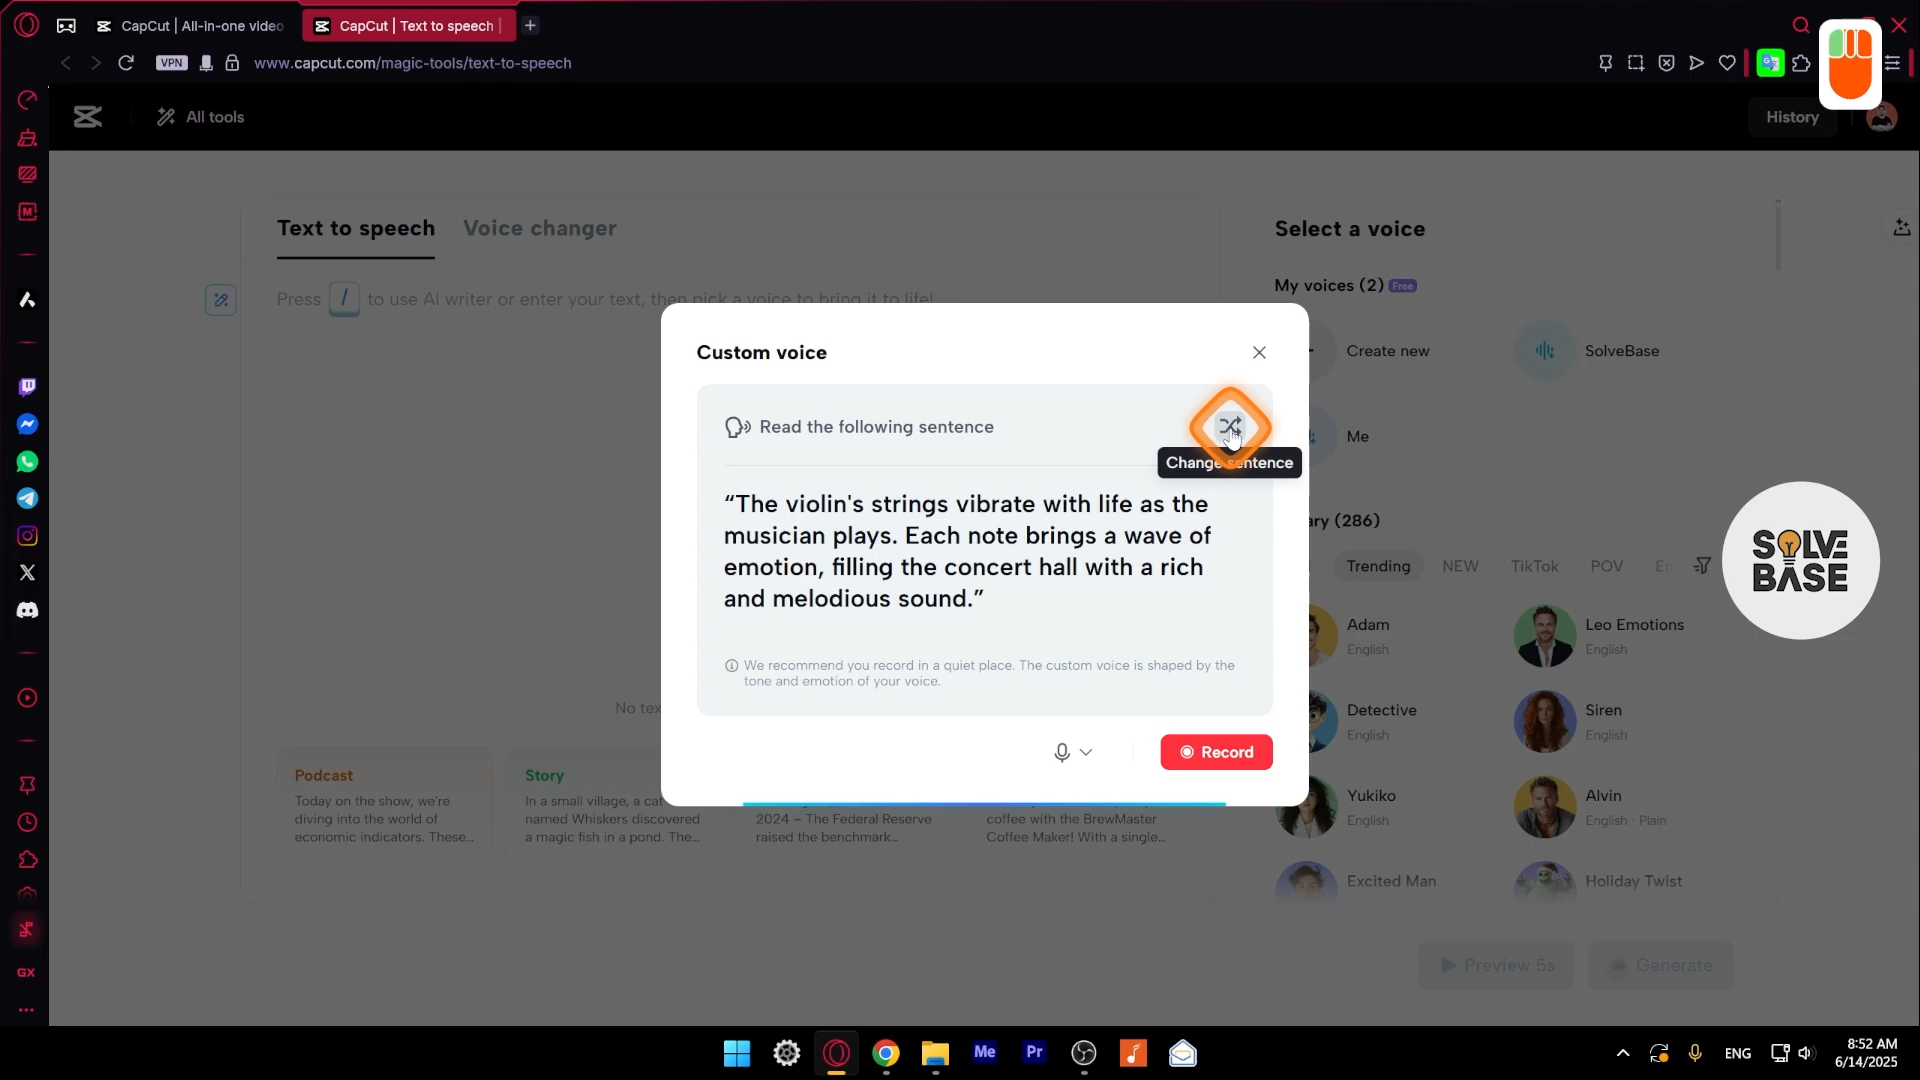 CapCut | All-in-one video
CapCut | Text to speech |
VPN
www.capcut.com/magic-tools/text-to-speech
All tools
History
Text to speech
Voice changer
Press / to use AI writer or enter your text, then pick a voice to bring it to life!
Select a voice
My voices (2) Free
Create new
SolveBase
Me
Custom voice
Read the following sentence
Change sentence
“The violin's strings vibrate with life as the
musician plays. Each note brings a wave of
emotion, filling the concert hall with a rich
and melodious sound.”
We recommend you record in a quiet place. The custom voice is shaped by the
tone and emotion of your voice.
Record
(286)
Trending
NEW
TikTok
POV
SOLVE
BASE
Adam
English
Leo Emotions
English
Detective
English
Siren
English
Yukiko
English
Alvin
English - Plain
Excited Man
Holiday Twist
No
Podcast
Today on the show, we're
diving into the world of
economic indicators. These...
Story
In a small village, a cat
named Whiskers discovered
a magic fish in a pond. The...
2024 – The Federal Reserve
raised the benchmark...
coffee with the BrewMaster
Coffee Maker! With a single...
Preview 5s
Generate
GX
Me
Pr
ENG
8:52 AM
6/14/2025